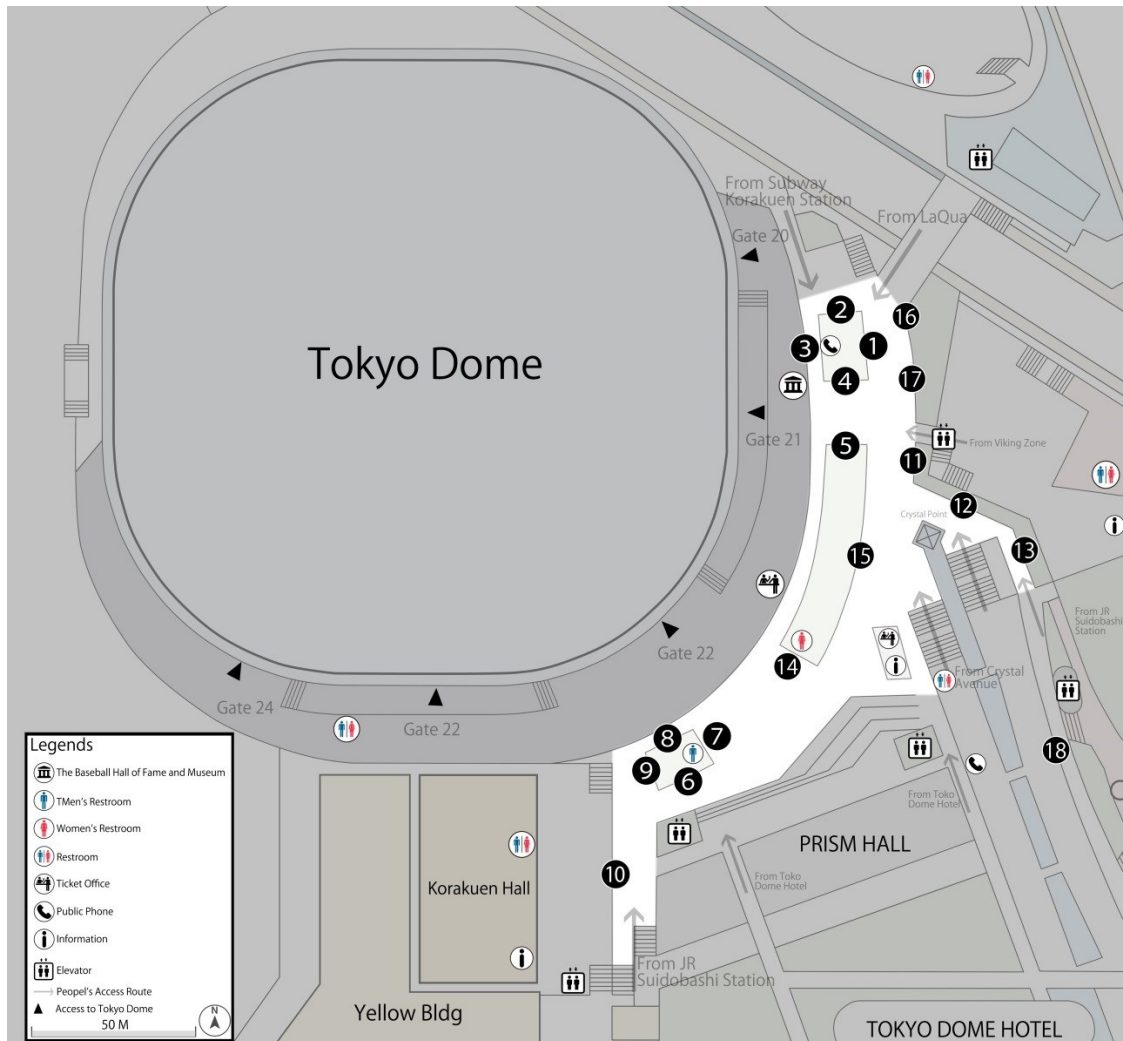 From Subway
Korakuen Station
From LaQua
Gate 20
2
16
3
1
4
17
Tokyo Dome
Gate 21
5
From Viking Zone
11
12
Crystal Point
13
15
From JR
Suidobashi
Station
Gate 22
14
From Crystal
Avenue
Gate 24
Gate 22
8
7
9
6
18
From Toko
Dome Hotel
PRISM HALL
From Toko
Dome Hotel
10
Korakuen Hall
From JR
Suidobashi Station
Yellow Bldg
TOKYO DOME HOTEL
Legends
The Baseball Hall of Fame and Museum
TMen's Restroom
Women's Restroom
Restroom
Ticket Office
Public Phone
Information
Elevator
Peopel's Access Route
Access to Tokyo Dome
50 M
N